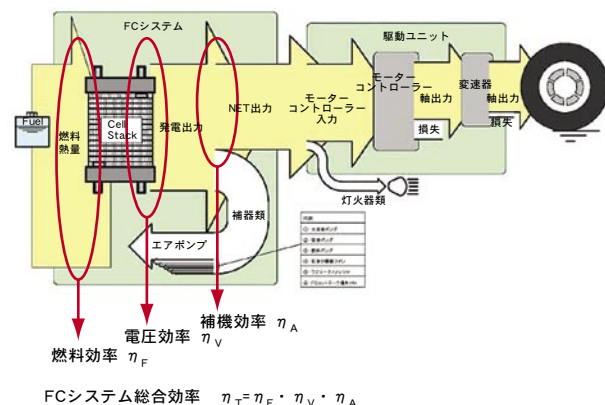 FCシステム
駆動ユニット
Fuel
燃料
熱量
Cell
Stack
発電出力
NET出力
モーター
コントローラー
入力
モーター
コントローラー
軸出力
損失
変速器
軸出力
損失
灯火器類
補器類
エアポンプ
補機効率 η A
電圧効率 η V
燃料効率 η F
FCシステム総合効率 η T = η F ・ η V ・ η A